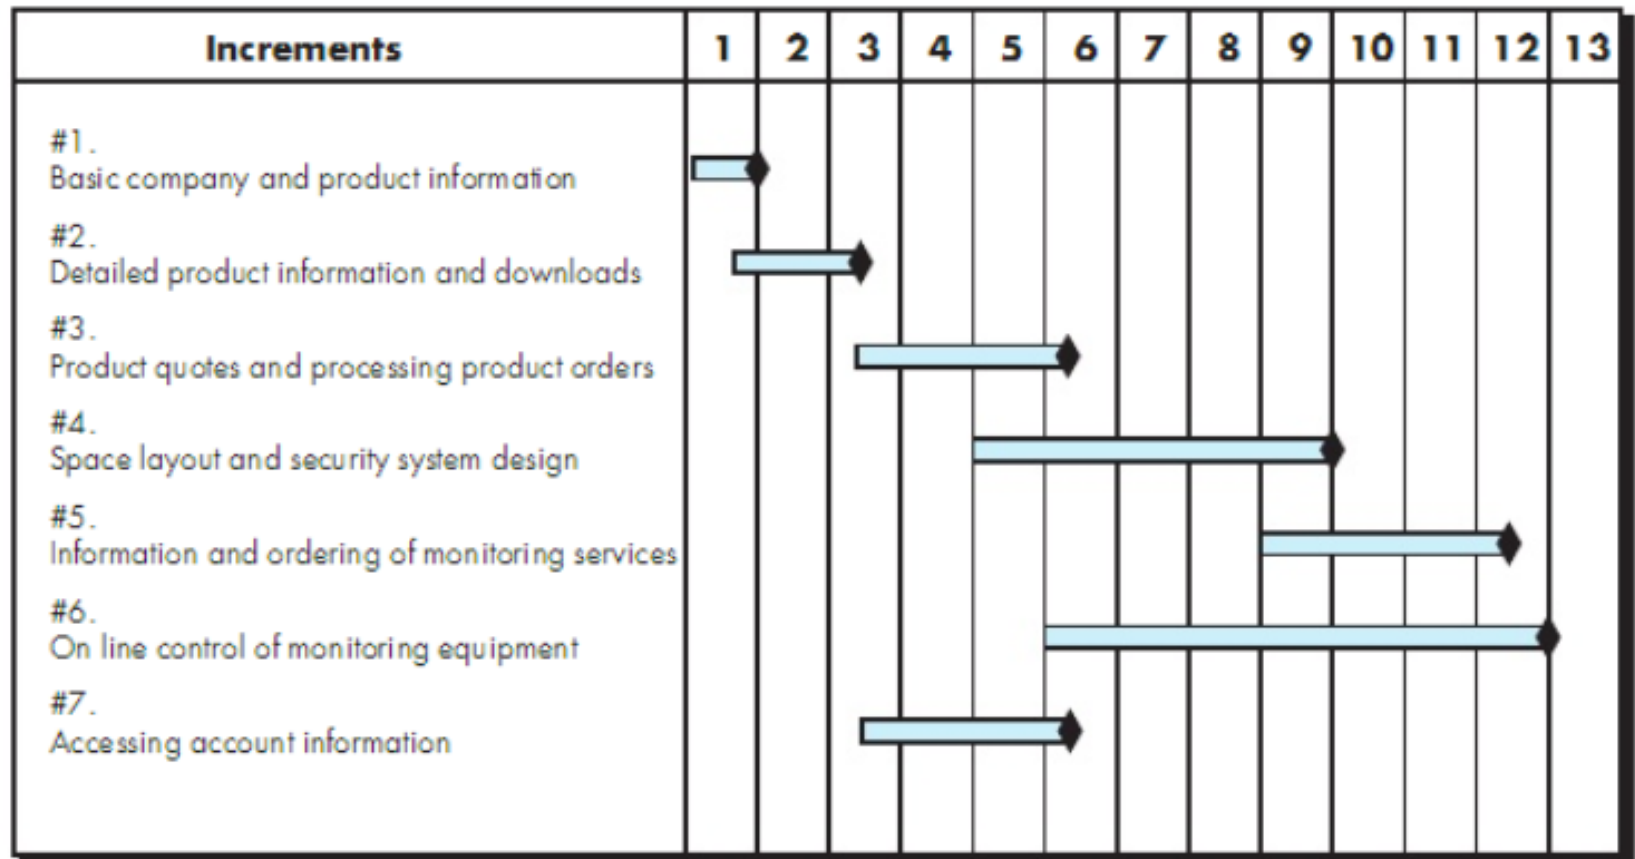 Increments 1 2 3 4 5 6 7 8 9 10 11 12 13
#1.
Basic company and product information
#2.
Detailed product information and downloads
#3.
Product quotes and processing product orders
#4.
Space layout and security system design
#5.
Information and ordering of monitoring services
#6.
On line control of monitoring equipment
#7.
Accessing account information